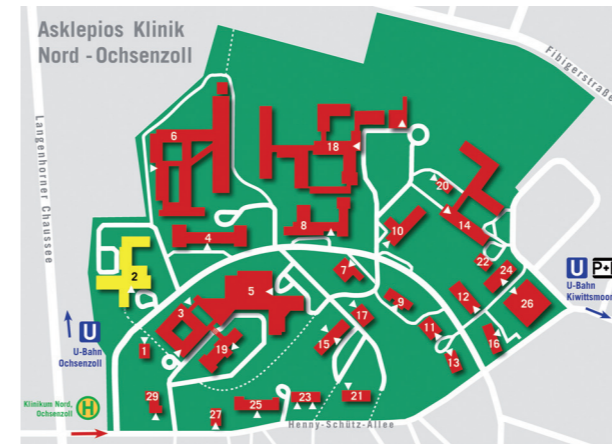 Asklepios Klinik
Nord - Ochsenzoll
Fibigerstraße
Langenhorner Chaussee
6
18
20
14
4
8
10
22
2
7
24
5
9
12
26
3
17
11
1
19
15
16
13
29
23
21
25
27
U
U-Bahn
Ochsenzoll
U
P+R
U-Bahn
Kiwittsmoor
Klinikum Nord,
Ochsenzoll
H
Henny-Schütz-Allee